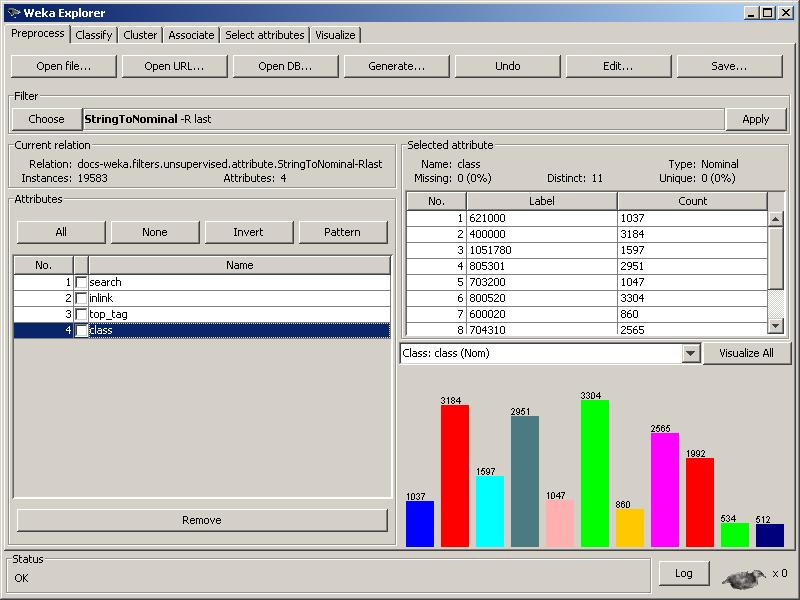 Weka Explorer
Preprocess Classify Cluster Associate Select attributes Visualize
Open file... Open URL... Open DB... Generate... Undo Edit... Save...
Filter
Choose StringToNominal -R last Apply
Current relation
Relation: docs-weka.filters.unsupervised.attribute.StringToNominal-Rlast
Instances: 19583 Attributes: 4
Attributes
All None Invert Pattern
No. Name
1 search
2 inlink
3 top_tag
4 class
Remove
Selected attribute
Name: class Type: Nominal
Missing: 0 (0%) Distinct: 11 Unique: 0 (0%)
No. Label Count
1 621000 1037
2 400000 3184
3 1051780 1597
4 805301 2951
5 703200 1047
6 800520 3304
7 600020 860
8 704310 2565
Class: class (Nom) Visualize All
1037 3184 1597 2951 1047 3304 860 2565 1992 534 512
Status
OK
Log x 0